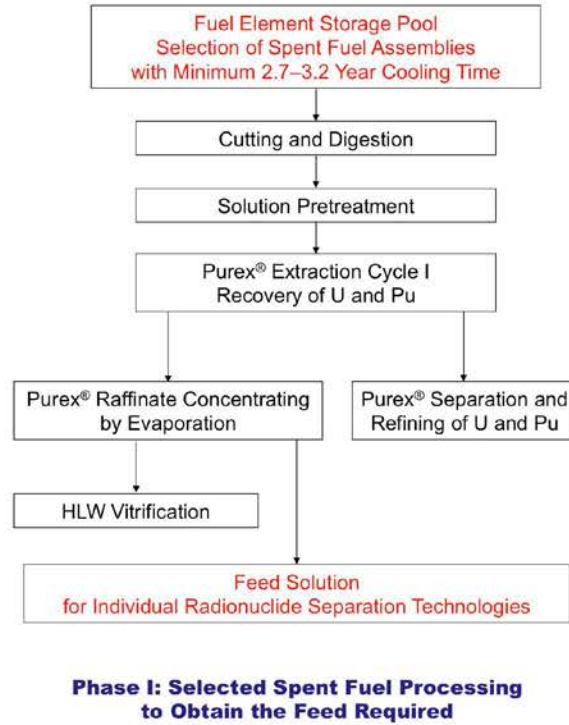 Fuel Element Storage Pool
Selection of Spent Fuel Assemblies
with Minimum 2.7–3.2 Year Cooling Time
Cutting and Digestion
Solution Pretreatment
Purex® Extraction Cycle I
Recovery of U and Pu
Purex® Raffinate Concentrating
by Evaporation
Purex® Separation and
Refining of U and Pu
HLW Vitrification
Feed Solution
for Individual Radionuclide Separation Technologies
Phase I: Selected Spent Fuel Processing
to Obtain the Feed Required